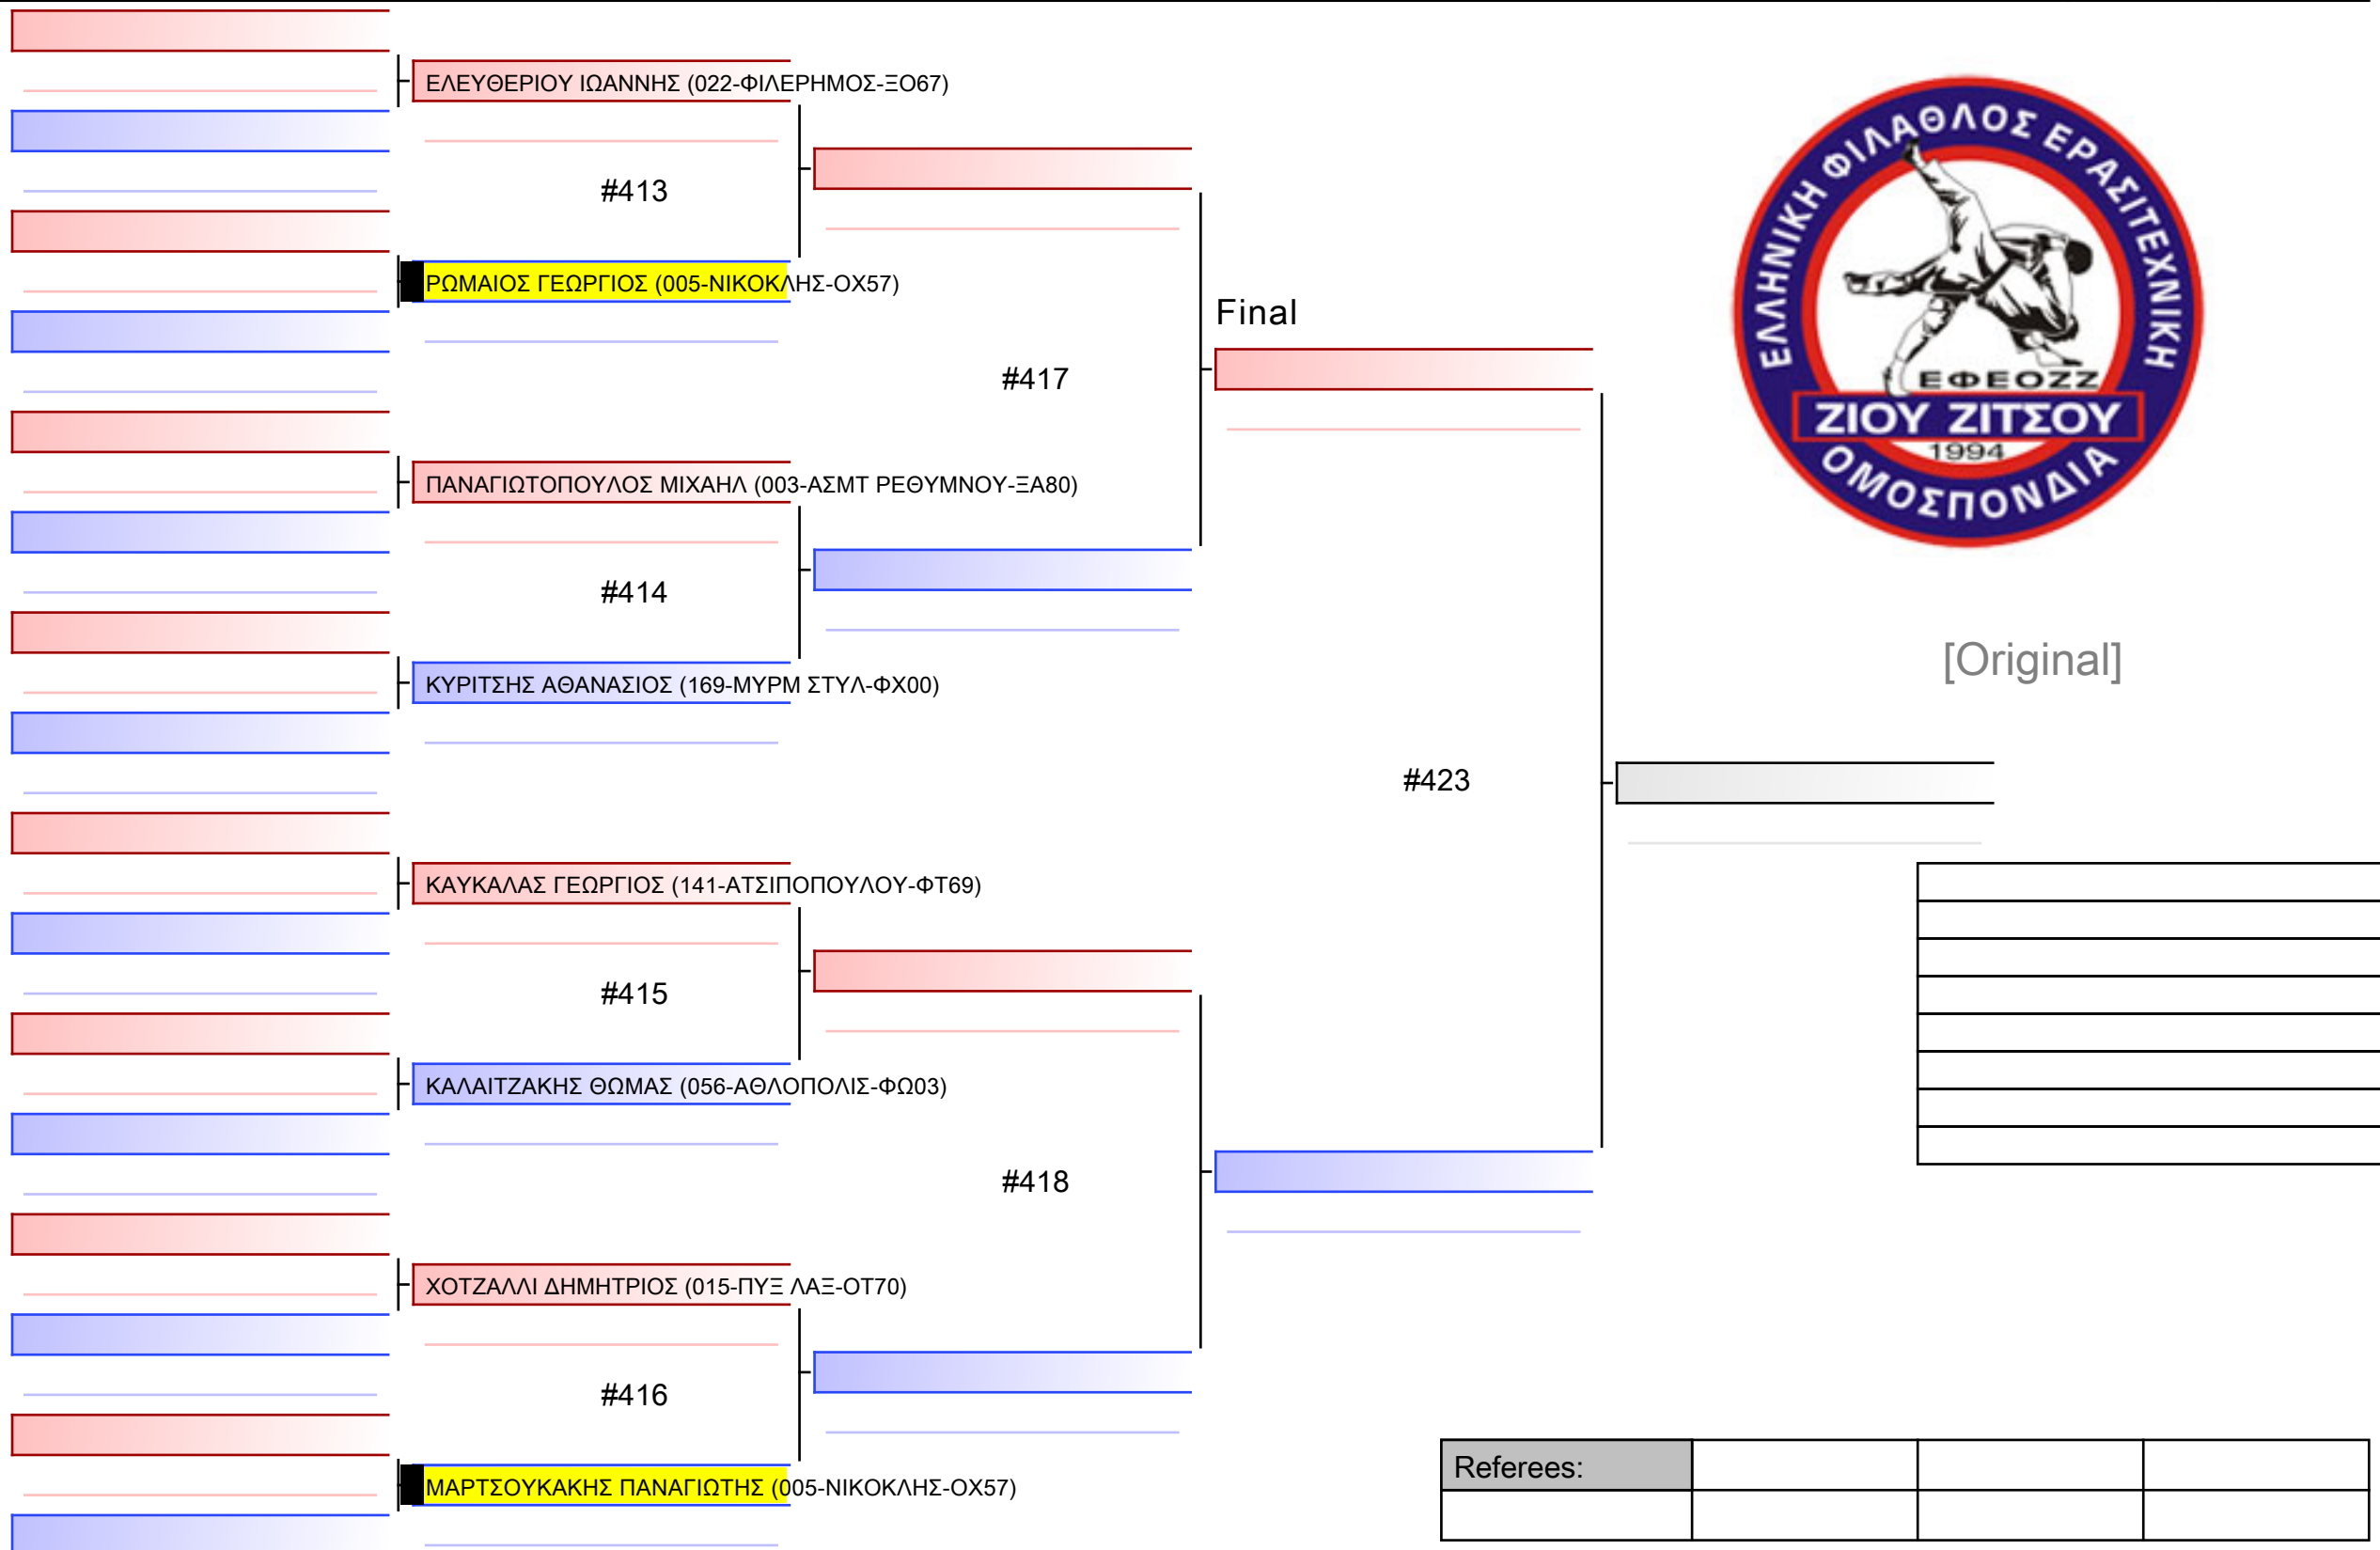 ΕΛΕΥΘΕΡΙΟΥ ΙΩΑΝΝΗΣ (022-ΦΙΛΕΡΗΜΟΣ-ΞΟ67)
#413
ΡΩΜΑΙΟΣ ΓΕΩΡΓΙΟΣ (005-ΝΙΚΟΚΛΗΣ-ΟΧ57)
#417
ΠΑΝΑΓΙΩΤΟΠΟΥΛΟΣ ΜΙΧΑΗΛ (003-ΑΣΜΤ ΡΕΘΥΜΝΟΥ-ΞΑ80)
#414
ΚΥΡΙΤΣΗΣ ΑΘΑΝΑΣΙΟΣ (169-ΜΥΡΜ ΣΤΥΛ-ΦΧ00)
Final
#423
ΚΑΥΚΑΛΑΣ ΓΕΩΡΓΙΟΣ (141-ΑΤΣΙΠΟΠΟΥΛΟΥ-ΦΤ69)
#415
ΚΑΛΑΙΤΖΑΚΗΣ ΘΩΜΑΣ (056-ΑΘΛΟΠΟΛΙΣ-ΦΩ03)
#418
ΧΟΤΖΑΛΛΙ ΔΗΜΗΤΡΙΟΣ (015-ΠΥΞ ΛΑΞ-ΟΤ70)
#416
ΜΑΡΤΣΟΥΚΑΚΗΣ ΠΑΝΑΓΙΩΤΗΣ (005-ΝΙΚΟΚΛΗΣ-ΟΧ57)
ΕΛΛΗΝΙΚΗ ΦΙΛΑΘΛΟΣ ΕΡΑΣΙΤΕΧΝΙΚΗ
ΕΦΕΟΖΖ
ΖΙΟΥ ΖΙΤΣΟΥ
1994
ΟΜΟΣΠΟΝΔΙΑ
[Original]
Referees: